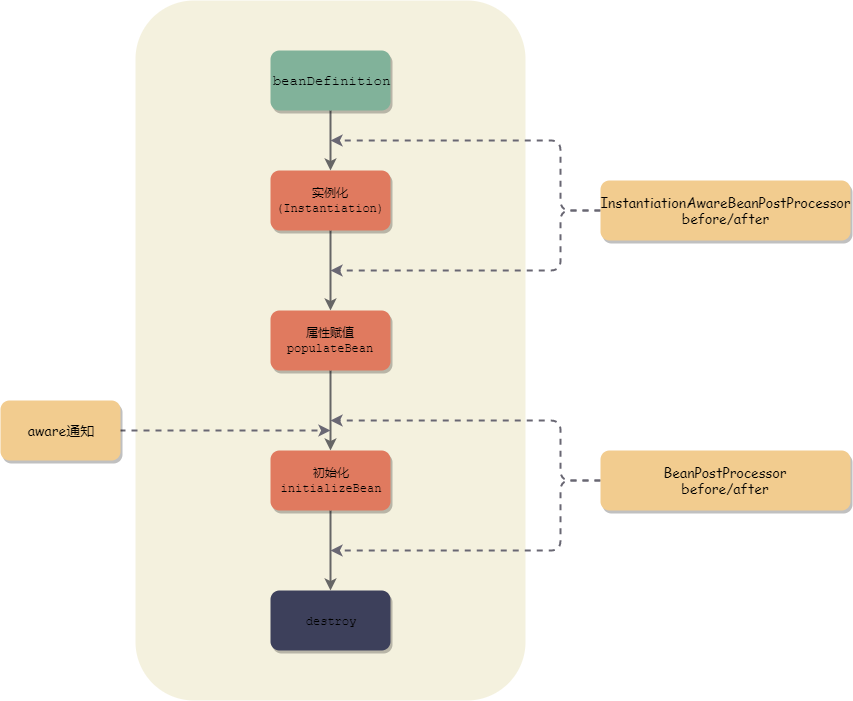 beanDefinition
实例化
(Instantiation)
InstantiationAwareBeanPostProcessor
before/after
属性赋值
populateBean
aware通知
初始化
initializeBean
BeanPostProcessor
before/after
destroy